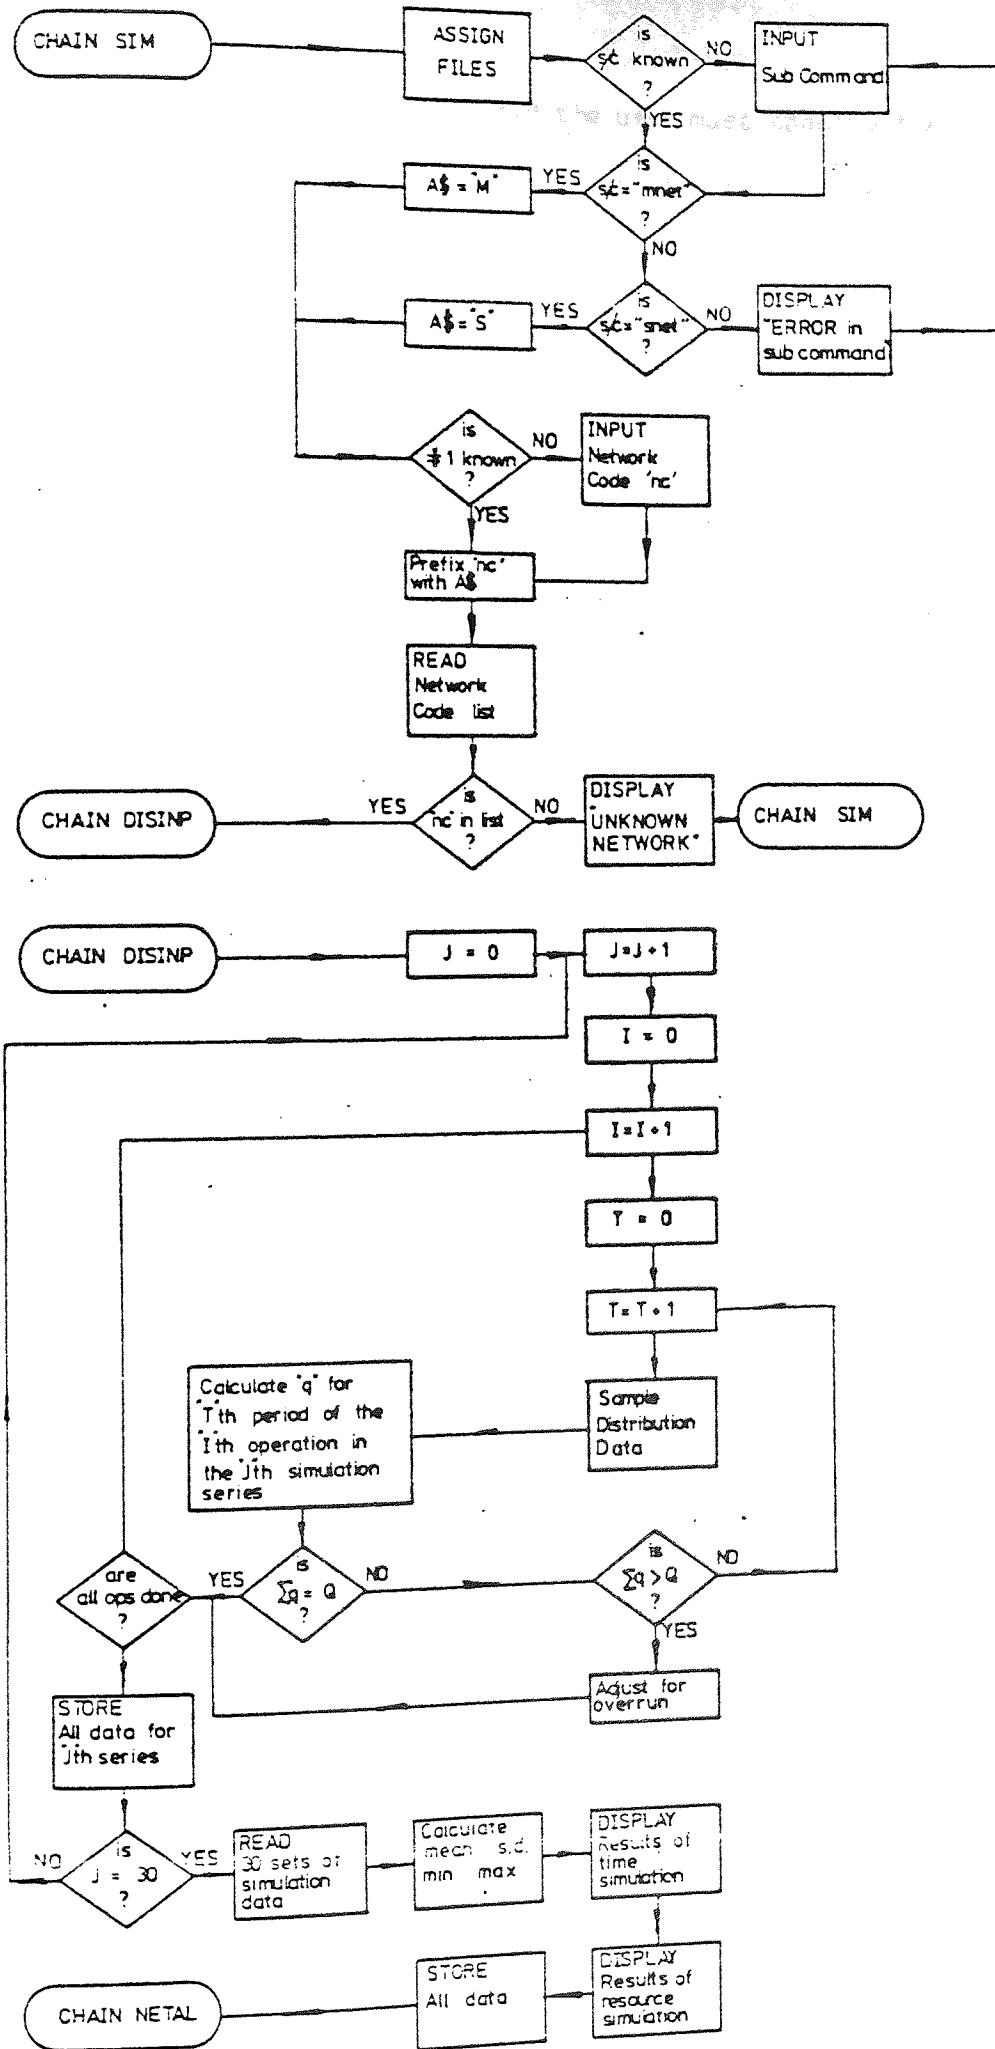 CHAIN SIM
ASSIGN
FILES
is
s/c known
?
NO
YES
INPUT
Sub Command
A$ = "M"
YES
is
s/c="mnet"
?
NO
A$ = "S"
YES
is
s/c="snet"
?
NO
DISPLAY
"ERROR in
sub command"
is
$1 known
?
NO
YES
INPUT
Network
Code 'nc'
Prefix 'nc'
with A$
READ
Network
Code list
CHAIN DISINP
YES
is
'nc' in list
?
NO
DISPLAY
"UNKNOWN
NETWORK"
CHAIN SIM
CHAIN DISINP
J = 0
J=J+1
I = 0
I=I+1
T = 0
T=T+1
Sample
Distribution
Data
Calculate "q" for
"T"th period of the
"I"th operation in
the "J"th simulation
series
are
all ops done
?
YES
is
∑q = Q
?
NO
is
∑q > Q
?
NO
YES
Adjust for
overrun
STORE
All data for
"J"th series
NO
is
J = 30
?
YES
READ
30 sets of
simulation
data
Calculate
mean s.d.
min max
DISPLAY
Results of
time
simulation
DISPLAY
Results of
resource
simulation
STORE
All data
CHAIN NETAL